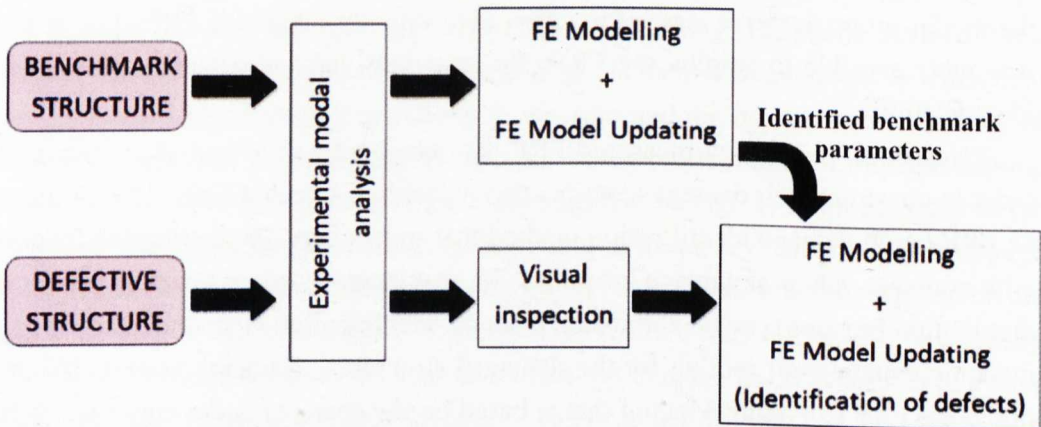 BENCHMARK
STRUCTURE
DEFECTIVE
STRUCTURE
Experimental modal
analysis
FE Modelling
+
FE Model Updating
Identified benchmark
parameters
Visual
inspection
FE Modelling
+
FE Model Updating
(Identification of defects)